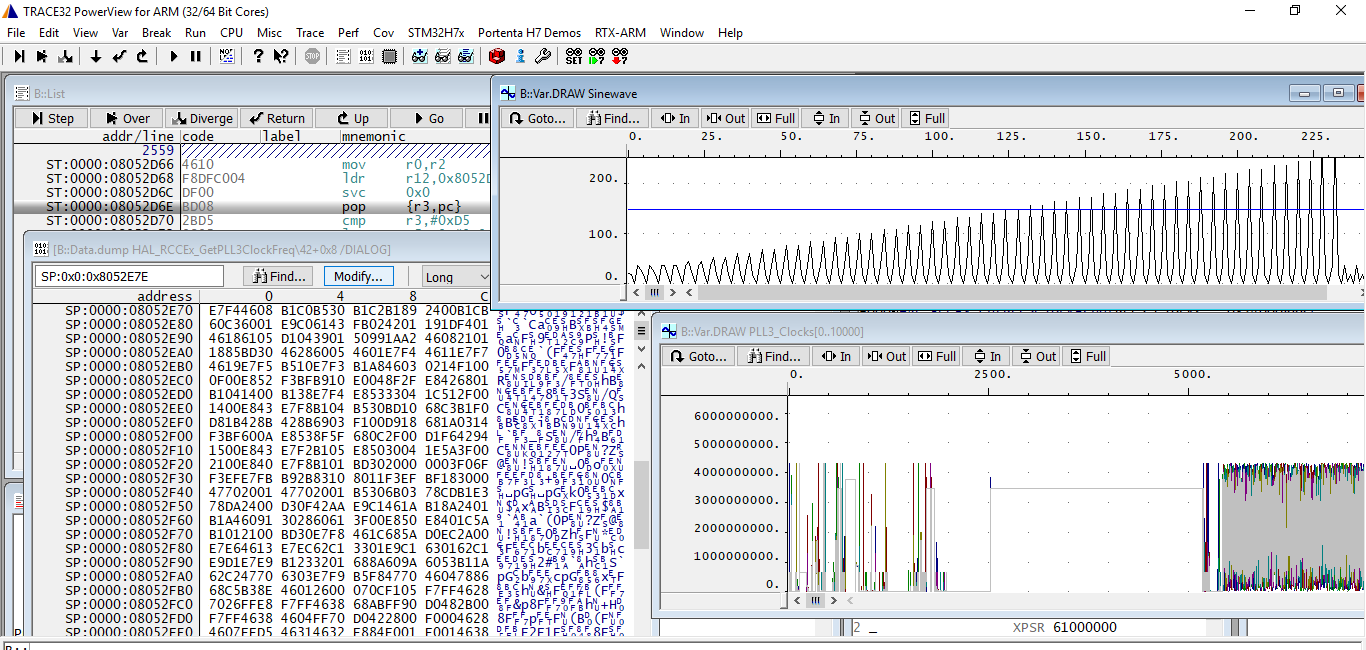 TRACE32 PowerView for ARM (32/64 Bit Cores)
File Edit View Var Break Run CPU Misc Trace Perf Cov STM32H7x Portenta H7 Demos RTX-ARM Window Help
B::List
Step Over Diverge Return Up Go
addr/line code label mnemonic
2559
ST:0000:08052D66 4610 mov r0,r2
ST:0000:08052D68 F8DFC004 ldr r12,0x8052D
ST:0000:08052D6C DF00 svc 0x0
ST:0000:08052D6E BD08 pop {r3,pc}
ST:0000:08052D70 2BD5 cmp r3,#0xD5
[B::Data.dump HAL_RCCEx_GetPLL3ClockFreq\42+0x8 /DIALOG]
SP:0x0:0x8052E7E Find... Modify... Long
address 0 4 8 C
SP:0000:08052E70 E7F44608 B1C0B530 B1C2B189 2400B1CB
SP:0000:08052E80 60C36001 E9C06143 FB024201 191DF401
SP:0000:08052E90 46186105 D1043901 50991AA2 46082101
SP:0000:08052EA0 1885BD30 46286005 4601E7F4 4611E7F7
SP:0000:08052EB0 4619E7F5 B510E7F3 B1A84603 0214F100
SP:0000:08052EC0 0F00E852 F3BFB910 E0048F2F E8426801
SP:0000:08052ED0 B1041400 B138E7F4 E8533304 1C512F00
SP:0000:08052EE0 1400E843 E7F8B104 B530BD10 68C3B1F0
SP:0000:08052EF0 D81B428B 428B6903 F100D918 681A0314
SP:0000:08052F00 F3BF600A E8538F5F 680C2F00 D1F64294
SP:0000:08052F10 1500E843 E7F2B105 E8503004 1E5A3F00
SP:0000:08052F20 2100E840 E7F8B101 BD302000 0003F06F
SP:0000:08052F30 F3EFE7FB B92B8310 8011F3EF BF183000
SP:0000:08052F40 47702001 47702001 B5306B03 78CDB1E3
SP:0000:08052F50 78DA2400 D30F42AA E9C1461A B18A2401
SP:0000:08052F60 B1A46091 30286061 3F00E850 E8401C5A
SP:0000:08052F70 B1012100 BD30E7F8 461C685A D0EC2A00
SP:0000:08052F80 E7E64613 E7EC62C1 3301E9C1 630162C1
SP:0000:08052F90 E9D1E7E9 B1233201 688A609A 6053B11A
SP:0000:08052FA0 62C24770 6303E7F9 B5F84770 46047886
SP:0000:08052FB0 68C5B38E 46012600 070CF105 F7FF4628
SP:0000:08052FC0 7026FFE8 F7FF4638 68ABFF90 D0482B00
SP:0000:08052FD0 F7FF4638 4604FF70 D0422800 F0004628
B::Var.DRAW Sinewave
Goto... Find... In Out Full In Out Full
0. 25. 50. 75. 100. 125. 150. 175. 200. 225.
200.
100.
0.
B::Var.DRAW PLL3_Clocks[0..10000]
Goto... Find... In Out Full In Out Full
0. 2500. 5000.
6000000000.
5000000000.
4000000000.
3000000000.
2000000000.
1000000000.
0.
2 _ XPSR 61000000